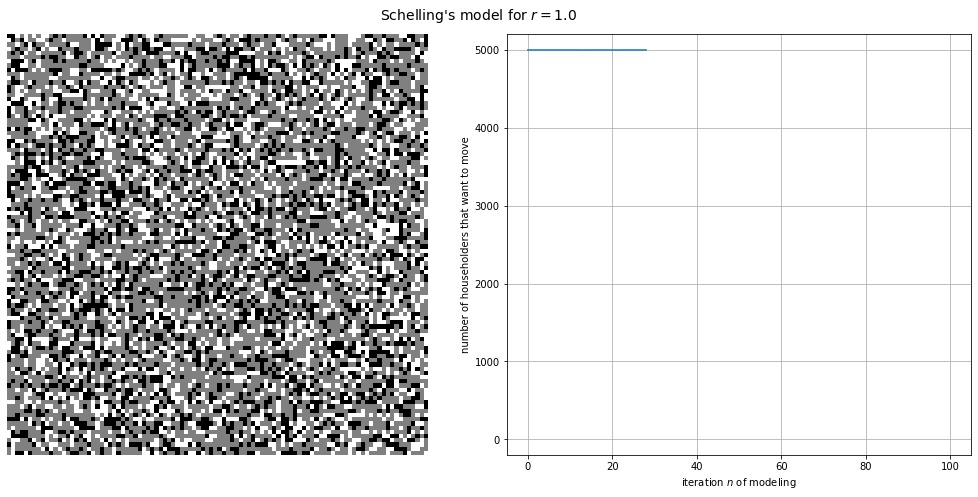 Schelling's model for r = 1.0
number of householders that want to move
5000
4000
3000
2000
1000
0
0 20 40 60 80 100
iteration n of modeling